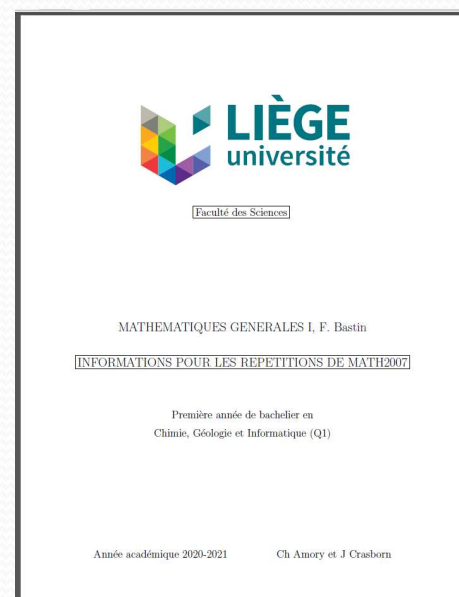 LIÈGE
université
Faculté des Sciences
MATHEMATIQUES GENERALES I, F. Bastin
INFORMATIONS POUR LES REPETITIONS DE MATH2007
Première année de bachelier en
Chimie, Géologie et Informatique (Q1)
Année académique 2020-2021 Ch Amory et J Crasborn